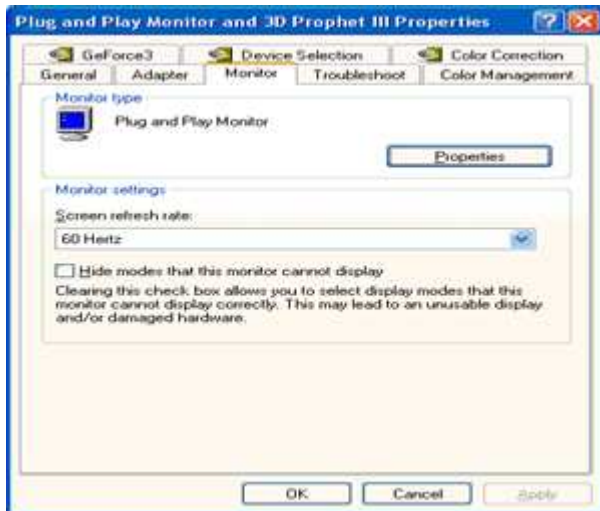 Plug and Play Monitor and 3D Prophet III Properties
GeForce3 Device Selection Color Correction
General Adapter Monitor Troubleshoot Color Management
Monitor type
Plug and Play Monitor
Properties
Monitor settings
Screen refresh rate:
60 Hertz
Hide modes that this monitor cannot display
Clearing this check box allows you to select display modes that this
monitor cannot display correctly. This may lead to an unusable display
and/or damaged hardware.
OK Cancel Apply